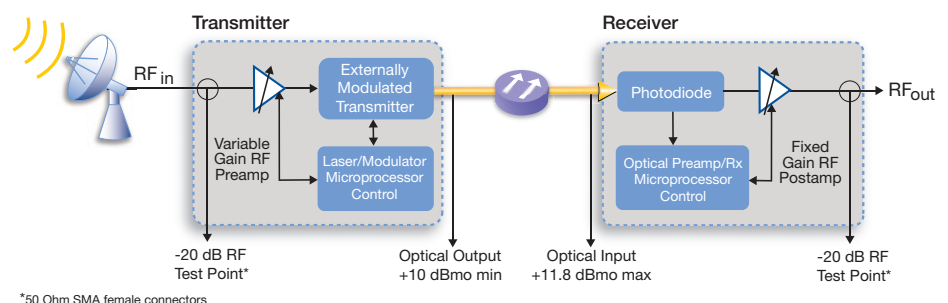 Transmitter
Receiver
RF in
Externally
Modulated
Transmitter
Variable
Gain RF
Preamp
Laser/Modulator
Microprocessor
Control
Photodiode
RFout
Optical Preamp/Rx
Microprocessor
Control
Fixed
Gain RF
Postamp
-20 dB RF
Test Point*
Optical Output
+10 dBmo min
Optical Input
+11.8 dBmo max
-20 dB RF
Test Point*
*50 Ohm SMA female connectors